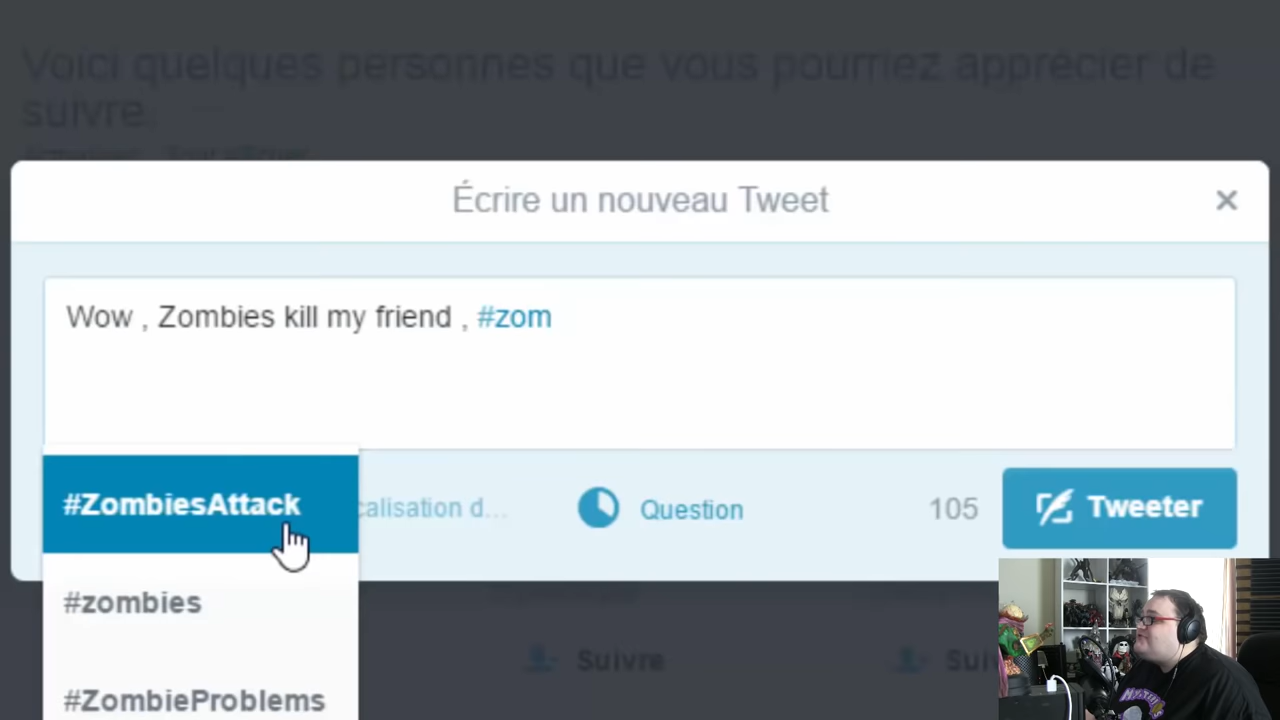 Voici quelques personnes que vous pourriez apprécier de
suivre.
Écrire un nouveau Tweet
×
Wow , Zombies kill my friend , #zom
#ZombiesAttack
calisation d...
Question
105
Tweeter
#zombies
#ZombieProblems
Suivre
Sui